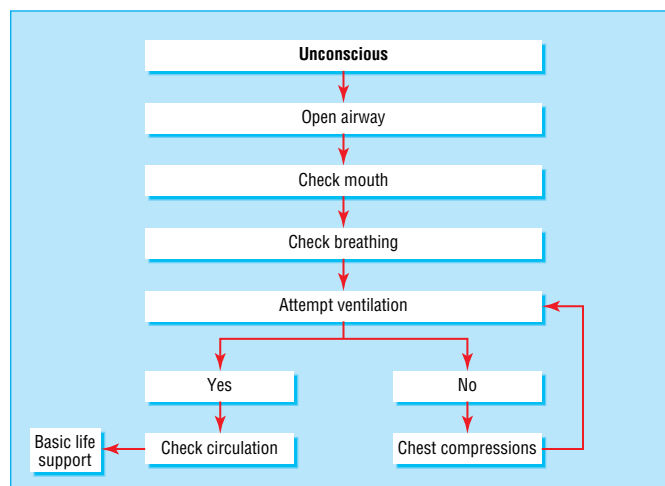 Unconscious
Open airway
Check mouth
Check breathing
Attempt ventilation
Yes
No
Basic life
support
Check circulation
Chest compressions